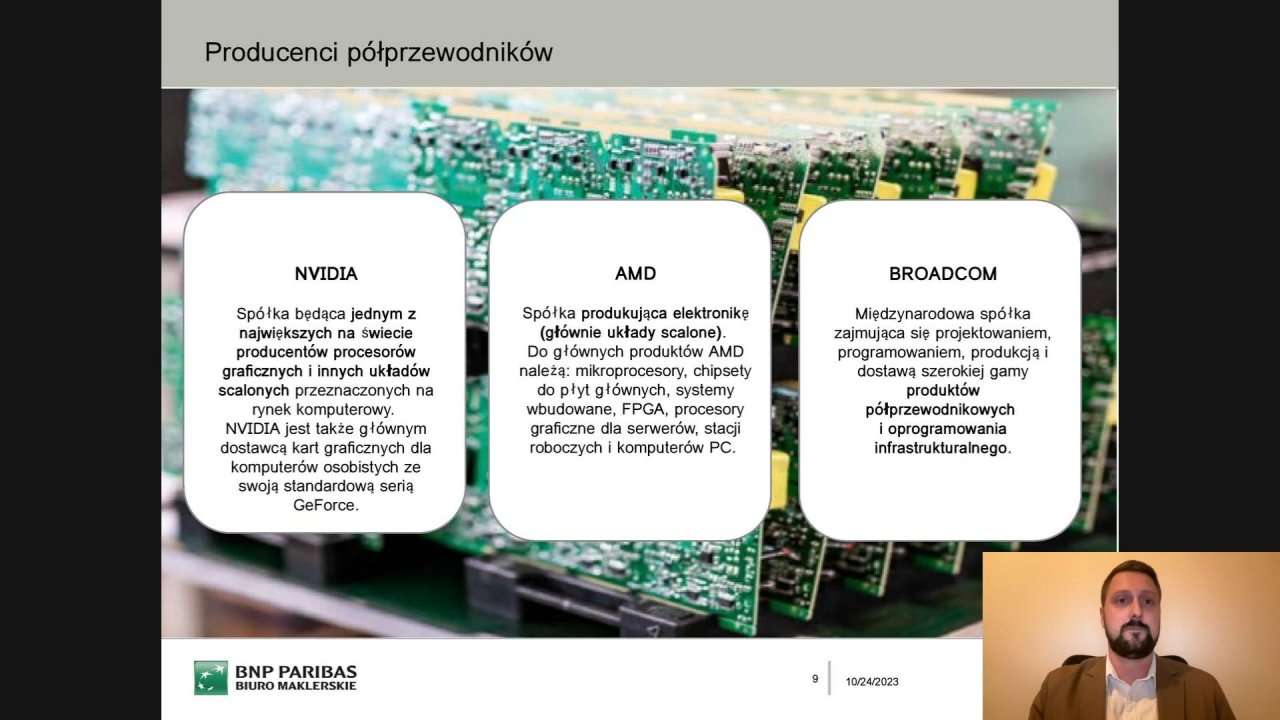 Producenci półprzewodników
NVIDIA
Spółka będąca jednym z
największych na świecie
producentów procesorów
graficznych i innych układów
scalonych przeznaczonych na
rynek komputerowy.
NVIDIA jest także głównym
dostawcą kart graficznych dla
komputerów osobistych ze
swoją standardową serią
GeForce.
AMD
Spółka produkująca elektronikę
(głównie układy scalone).
Do głównych produktów AMD
należą: mikroprocesory, chipsety
do płyt głównych, systemy
wbudowane, FPGA, procesory
graficzne dla serwerów, stacji
roboczych i komputerów PC.
BROADCOM
Międzynarodowa spółka
zajmująca się projektowaniem,
programowaniem, produkcją i
dostawą szerokiej gamy
produktów
półprzewodnikowych
i oprogramowania
infrastrukturalnego.
BNP PARIBAS
BIURO MAKLERSKIE
9
10/24/2023